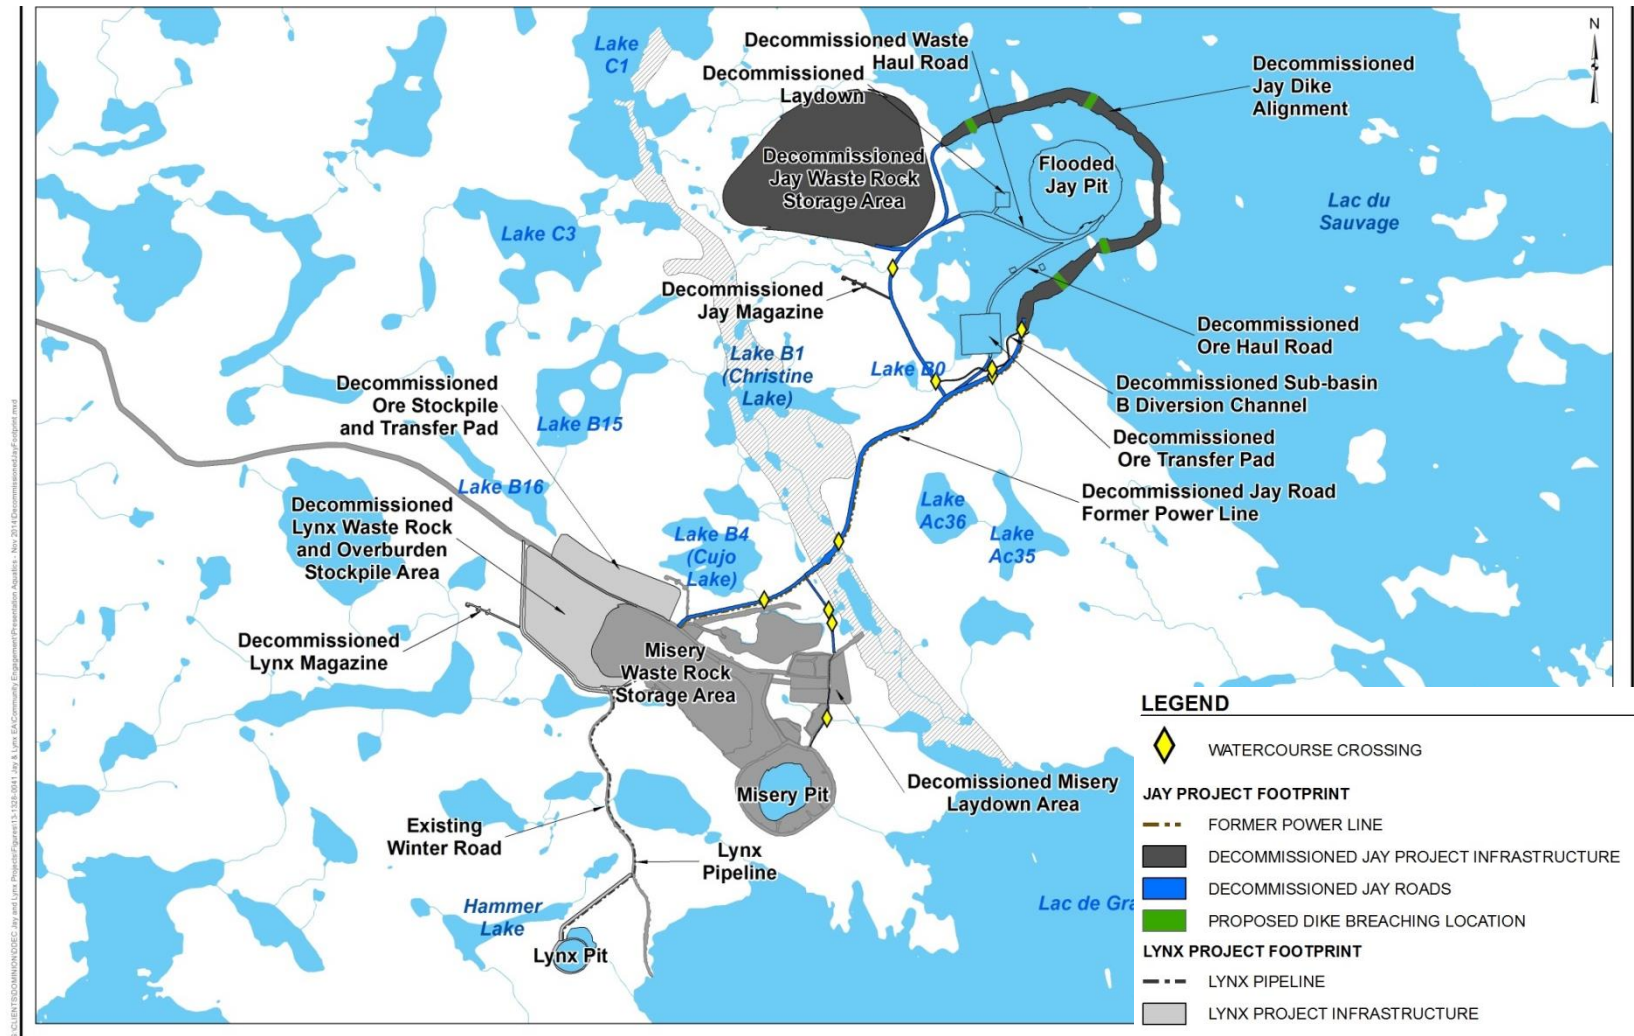 Lake
C1
Decommissioned Waste
Haul Road
Decommissioned
Laydown
Decommissioned
Jay Dike
Alignment
N
Decommissioned
Jay Waste Rock
Storage Area
Flooded
Jay Pit
Lac du
Sauvage
Lake C3
Decommissioned
Jay Magazine
Decommissioned
Ore Haul Road
Lake B1
(Christine
Lake)
Lake B0
Decommissioned Sub-basin
B Diversion Channel
Decommissioned
Ore Stockpile
and Transfer Pad
Lake B15
Decommissioned
Ore Transfer Pad
Lake B16
Decommissioned Jay Road
Former Power Line
Decommissioned
Lynx Waste Rock
and Overburden
Stockpile Area
Lake
Ac36
Lake
Ac35
Lake B4
(Cujo
Lake)
Decommissioned
Lynx Magazine
Misery
Waste Rock
Storage Area
Decomissioned Misery
Laydown Area
Misery Pit
Existing
Winter Road
Lynx
Pipeline
Hammer
Lake
Lynx Pit
Lac de Gra
LEGEND
WATERCOURSE CROSSING
JAY PROJECT FOOTPRINT
FORMER POWER LINE
DECOMMISSIONED JAY PROJECT INFRASTRUCTURE
DECOMMISSIONED JAY ROADS
PROPOSED DIKE BREACHING LOCATION
LYNX PROJECT FOOTPRINT
LYNX PIPELINE
LYNX PROJECT INFRASTRUCTURE